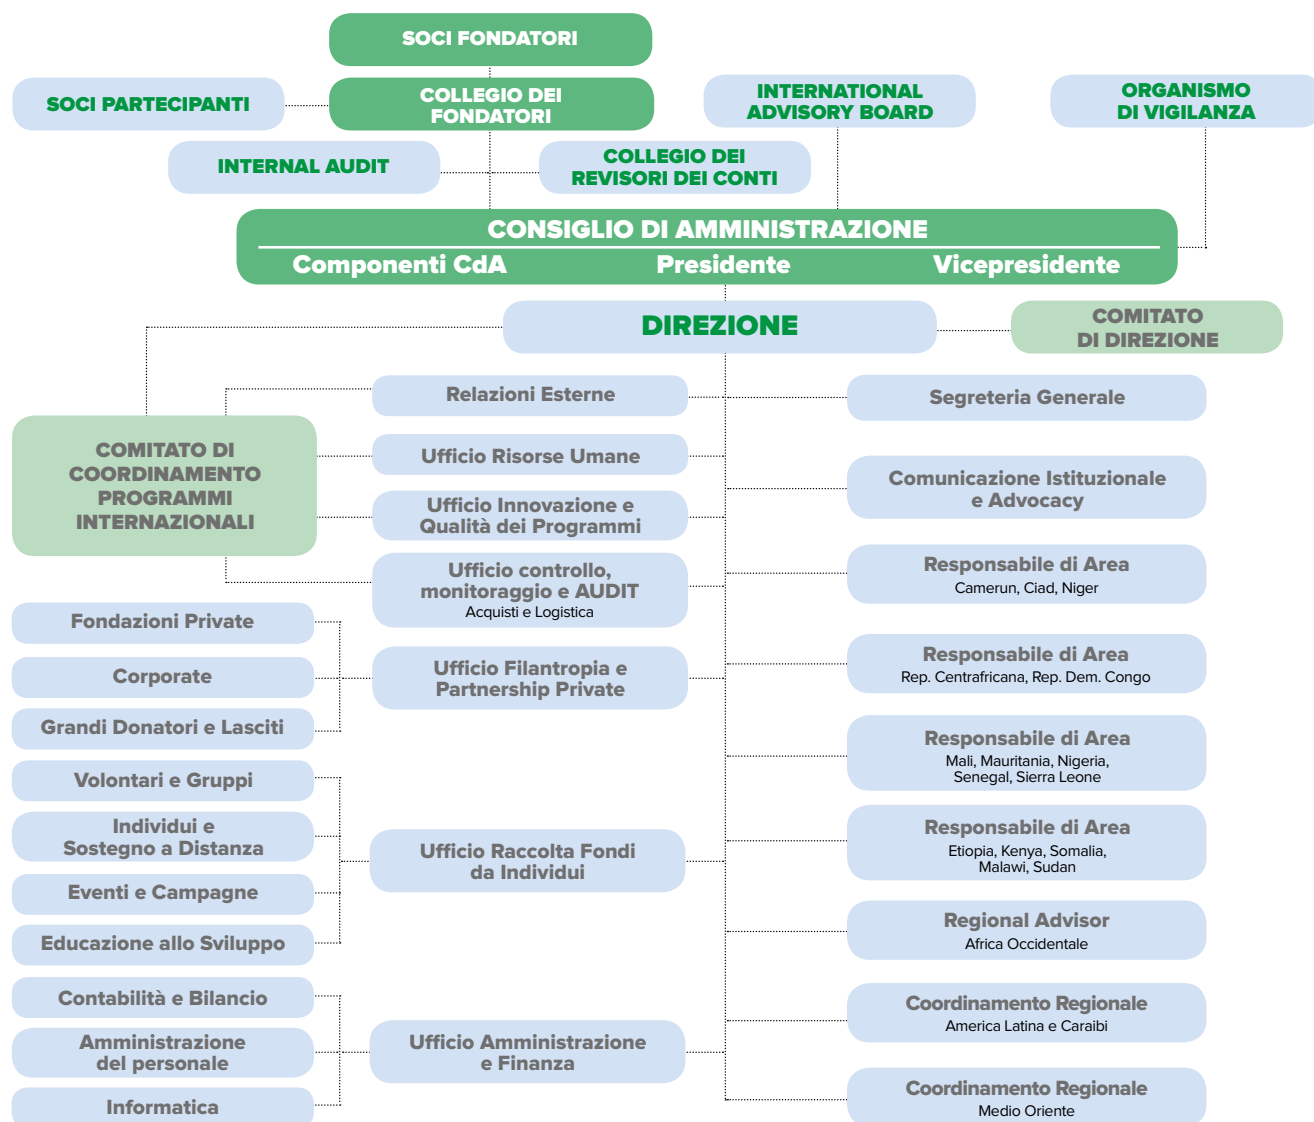 SOCI FONDATORI
SOCI PARTECIPANTI
COLLEGIO DEI
FONDATORI
INTERNATIONAL
ADVISORY BOARD
ORGANISMO
DI VIGILANZA
INTERNAL AUDIT
COLLEGIO DEI
REVISORI DEI CONTI
CONSIGLIO DI AMMINISTRAZIONE
Componenti CdA
Presidente
Vicepresidente
DIREZIONE
COMITATO
DI DIREZIONE
COMITATO DI
COORDINAMENTO
PROGRAMMI
INTERNAZIONALI
Relazioni Esterne
Ufficio Risorse Umane
Ufficio Innovazione e
Qualità dei Programmi
Ufficio controllo,
monitoraggio e AUDIT
Acquisti e Logistica
Fondazioni Private
Corporate
Grandi Donatori e Lasciti
Ufficio Filantropia e
Partnership Private
Volontari e Gruppi
Individui e
Sostegno a Distanza
Eventi e Campagne
Educazione allo Sviluppo
Ufficio Raccolta Fondi
da Individui
Contabilità e Bilancio
Amministrazione
del personale
Informatica
Ufficio Amministrazione
e Finanza
Segreteria Generale
Comunicazione Istituzionale
e Advocacy
Responsabile di Area
Camerun, Ciad, Niger
Responsabile di Area
Rep. Centrafricana, Rep. Dem. Congo
Responsabile di Area
Mali, Mauritania, Nigeria,
Senegal, Sierra Leone
Responsabile di Area
Etiopia, Kenya, Somalia,
Malawi, Sudan
Regional Advisor
Africa Occidentale
Coordinamento Regionale
America Latina e Caraibi
Coordinamento Regionale
Medio Oriente